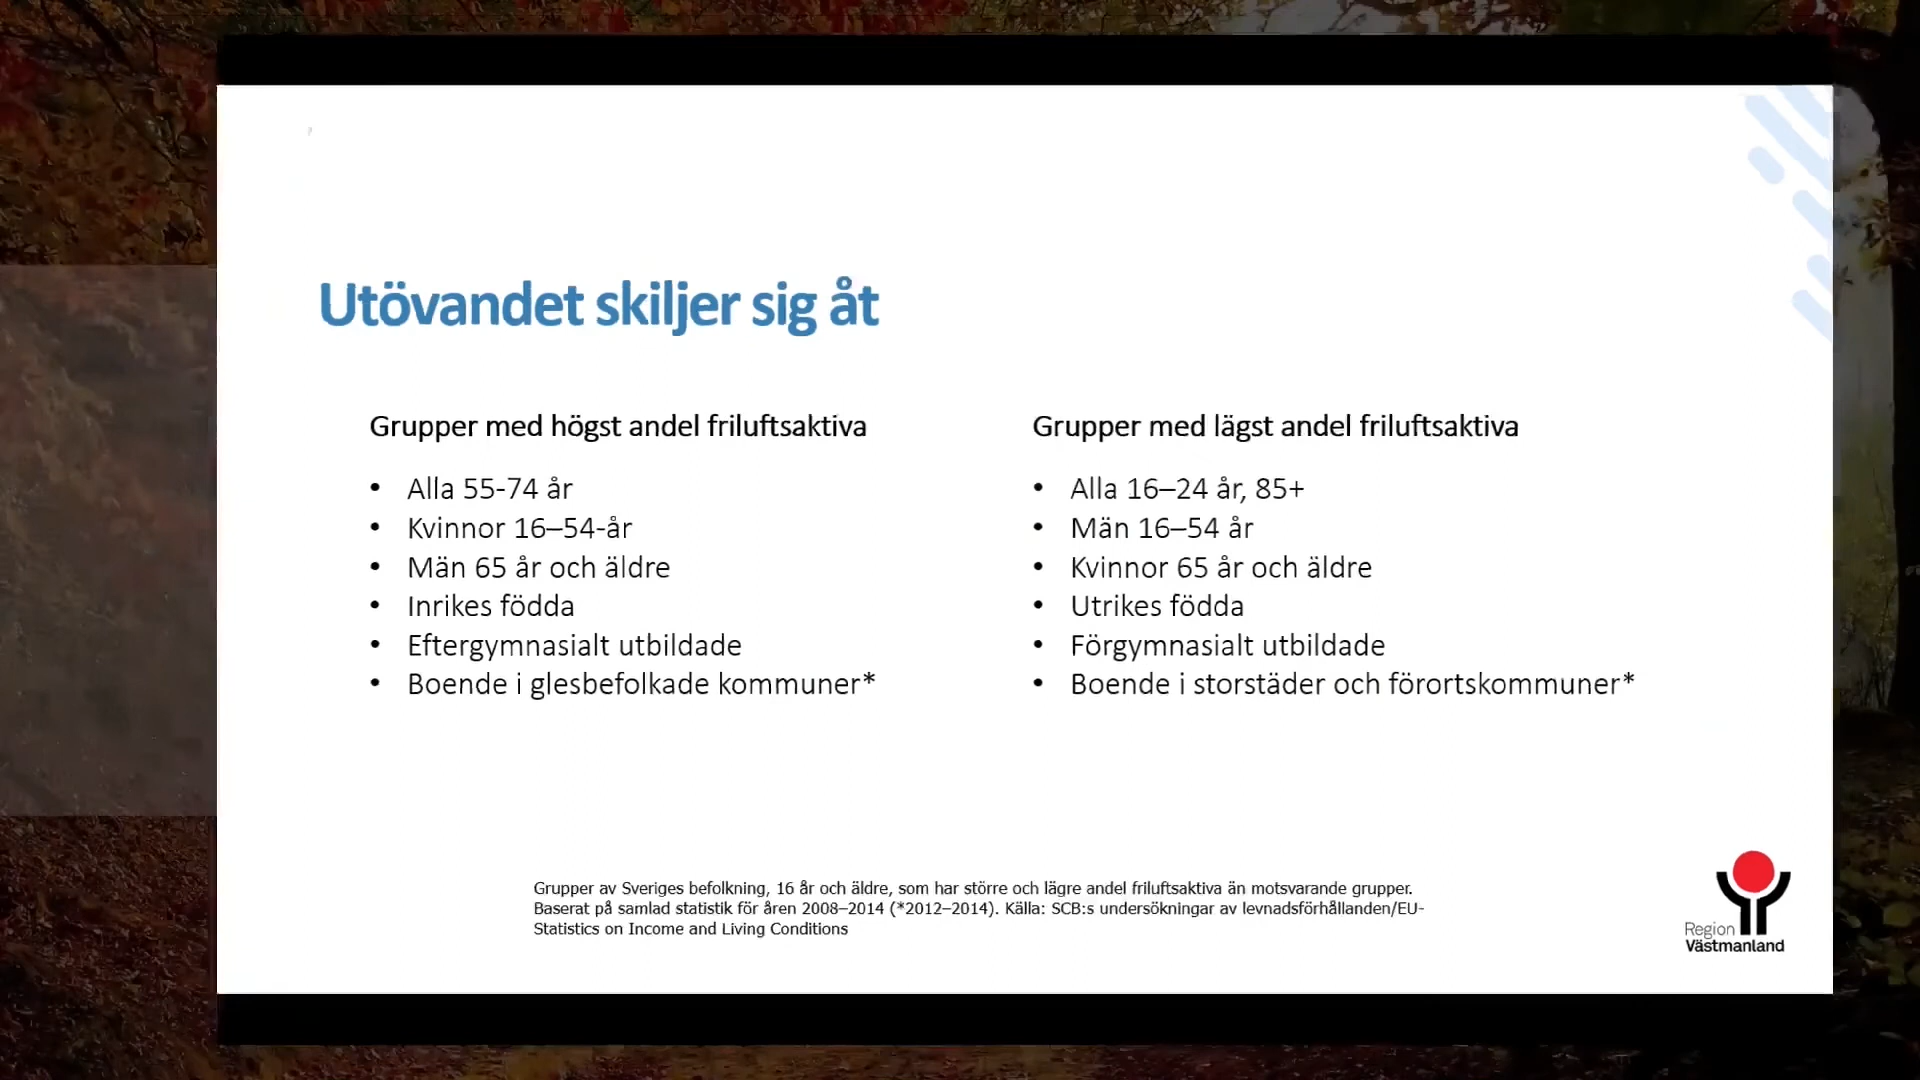 Utövandet skiljer sig åt
Grupper med högst andel friluftsaktiva
• Alla 55-74 år
• Kvinnor 16–54-år
• Män 65 år och äldre
• Inrikes födda
• Eftergymnasialt utbildade
• Boende i glesbefolkade kommuner*
Grupper med lägst andel friluftsaktiva
• Alla 16–24 år, 85+
• Män 16–54 år
• Kvinnor 65 år och äldre
• Utrikes födda
• Förgymnasialt utbildade
• Boende i storstäder och förortskommuner*
Grupper av Sveriges befolkning, 16 år och äldre, som har större och lägre andel friluftsaktiva än motsvarande grupper.
Baserat på samlad statistik för åren 2008–2014 (*2012–2014). Källa: SCB:s undersökningar av levnadsförhållanden/EU-
Statistics on Income and Living Conditions
Region
Västmanland